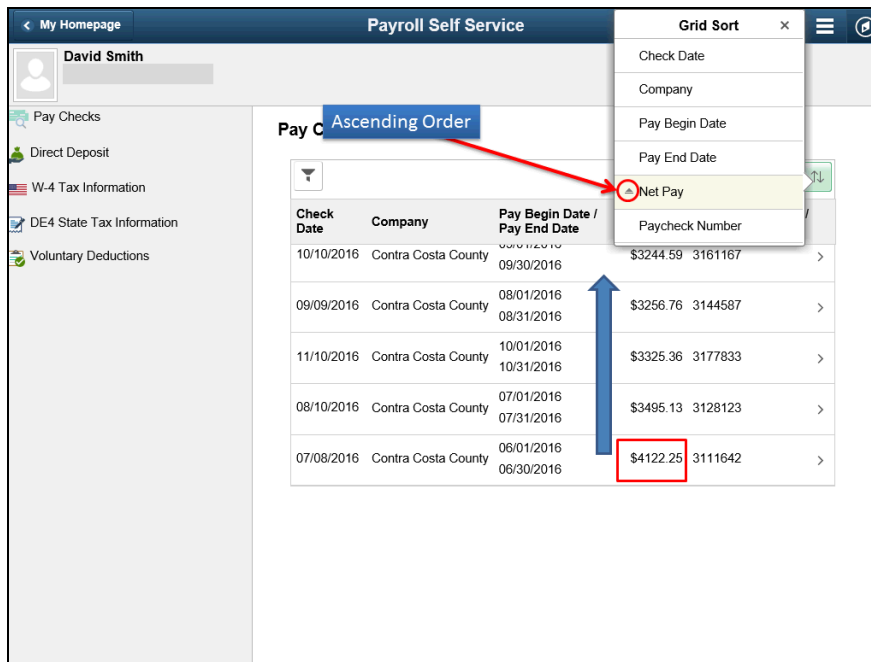 My Homepage
Payroll Self Service
Grid Sort
×
David Smith
Check Date
Company
Pay Begin Date
Pay End Date
Net Pay
Paycheck Number
Pay Checks
Direct Deposit
W-4 Tax Information
DE4 State Tax Information
Voluntary Deductions
Ascending Order
Pay C
Check Date
Company
Pay Begin Date /
Pay End Date
/
10/10/2016 Contra Costa County 09/30/2016 $3244.59 3161167
09/09/2016 Contra Costa County 08/01/2016 08/31/2016 $3256.76 3144587
11/10/2016 Contra Costa County 10/01/2016 10/31/2016 $3325.36 3177833
08/10/2016 Contra Costa County 07/01/2016 07/31/2016 $3495.13 3128123
07/08/2016 Contra Costa County 06/01/2016 06/30/2016 $4122.25 3111642